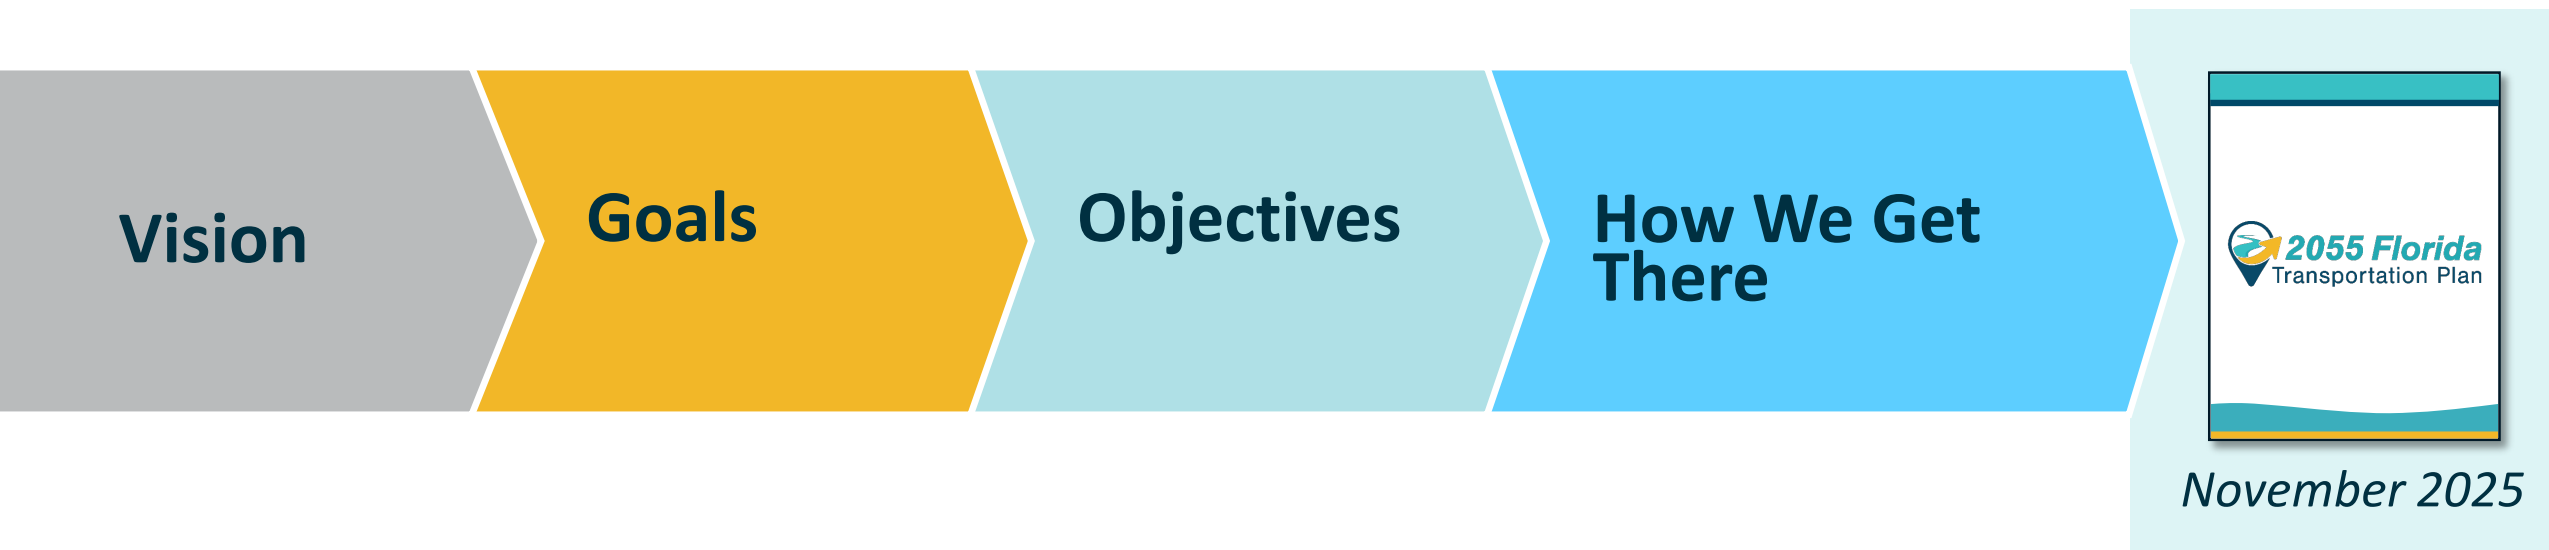 Vision
Goals
Objectives
How We Get
There
2055 Florida
Transportation Plan
November 2025